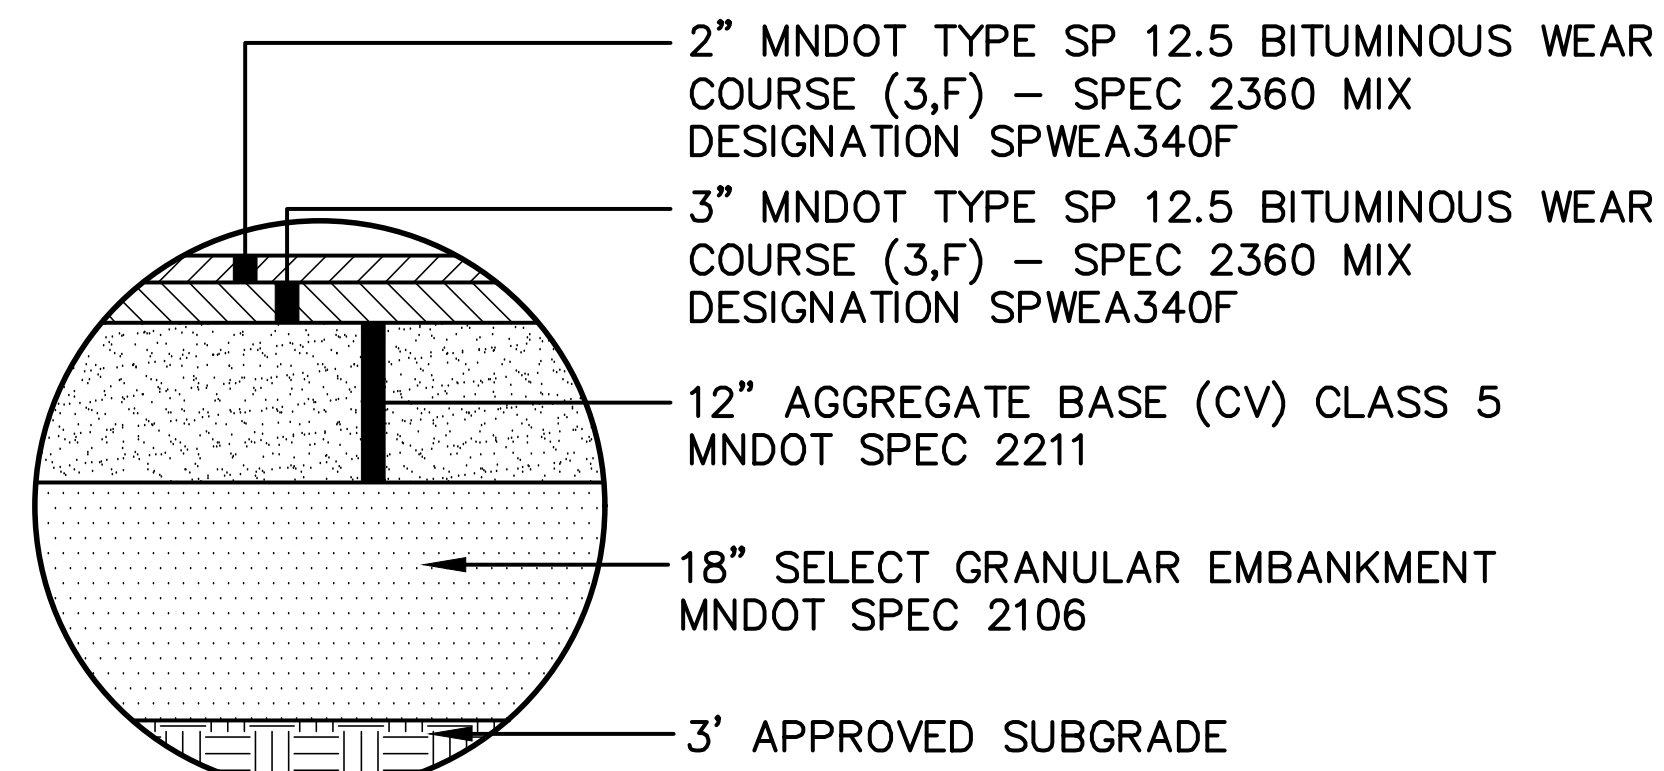 2" MNDOT TYPE SP 12.5 BITUMINOUS WEAR
COURSE (3,F) – SPEC 2360 MIX
DESIGNATION SPWEA340F
3" MNDOT TYPE SP 12.5 BITUMINOUS WEAR
COURSE (3,F) – SPEC 2360 MIX
DESIGNATION SPWEA340F
12" AGGREGATE BASE (CV) CLASS 5
MNDOT SPEC 2211
18" SELECT GRANULAR EMBANKMENT
MNDOT SPEC 2106
3' APPROVED SUBGRADE